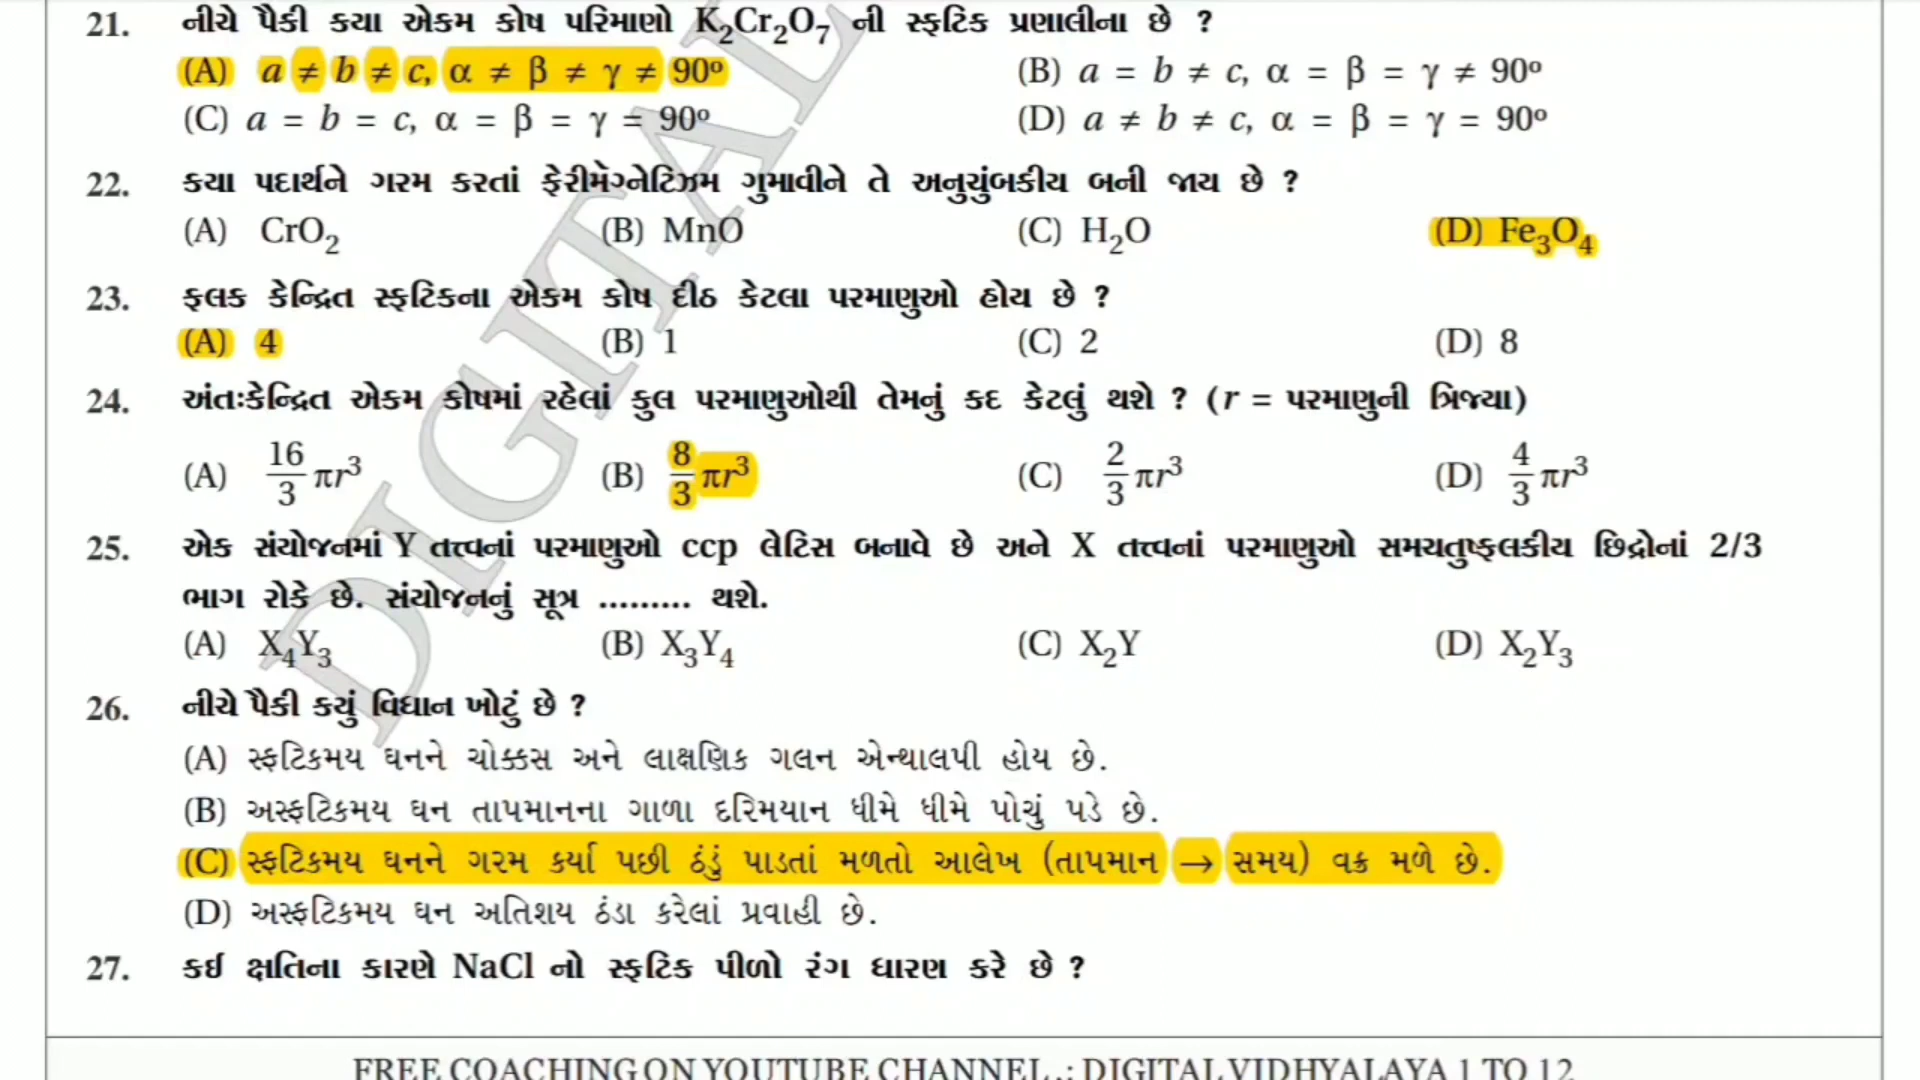 21. નીચે પૈકી કયા એકમ કોષ પરિમાણો K₂Cr₂O₇ ની સ્ફટિક પ્રણાલીના છે ?
(A) a ≠ b ≠ c, α ≠ β ≠ γ ≠ 90º (B) a = b ≠ c, α = β = γ ≠ 90º
(C) a = b = c, α = β = γ = 90º (D) a ≠ b ≠ c, α = β = γ = 90º
22. કયા પદાર્થને ગરમ કરતાં ફેરીમૅગ્નેટિઝમ ગુમાવીને તે અનુચુંબકીય બની જાય છે ?
(A) CrO₂ (B) MnO (C) H₂O (D) Fe₃O₄
23. ફલક કેન્દ્રિત સ્ફટિકના એકમ કોષ દીઠ કેટલા પરમાણુઓ હોય છે ?
(A) 4 (B) 1 (C) 2 (D) 8
24. અંતઃકેન્દ્રિત એકમ કોષમાં રહેલાં કુલ પરમાણુઓથી તેમનું કદ કેટલું થશે ? (r = પરમાણુની ત્રિજ્યા)
(A) 16/3 πr³ (B) 8/3 πr³ (C) 2/3 πr³ (D) 4/3 πr³
25. એક સંયોજનમાં Y તત્ત્વનાં પરમાણુઓ ccp લેટિસ બનાવે છે અને X તત્ત્વનાં પરમાણુઓ સમચતુષ્ફલકીય છિદ્રોનાં 2/3
ભાગ રોકે છે. સંયોજનનું સૂત્ર ......... થશે.
(A) X₄Y₃ (B) X₃Y₄ (C) X₂Y (D) X₂Y₃
26. નીચે પૈકી કયું વિધાન ખોટું છે ?
(A) સ્ફટિકમય ઘનને ચોક્કસ અને લાક્ષણિક ગલન એન્થાલપી હોય છે.
(B) અસ્ફટિકમય ઘન તાપમાનના ગાળા દરિમયાન ધીમે ધીમે પોચું પડે છે.
(C) સ્ફટિકમય ઘનને ગરમ કર્યા પછી ઠંડું પાડતાં મળતો આલેખ (તાપમાન → સમય) વક્ર મળે છે.
(D) અસ્ફટિકમય ઘન અતિશય ઠંડા કરેલાં પ્રવાહી છે.
27. કઈ ક્ષતિના કારણે NaCl નો સ્ફટિક પીળો રંગ ધારણ કરે છે ?
FREE COACHING ON YOUTUBE CHANNEL .: DIGITAL VIDHYALAYA 1 TO 12
DIGITAL